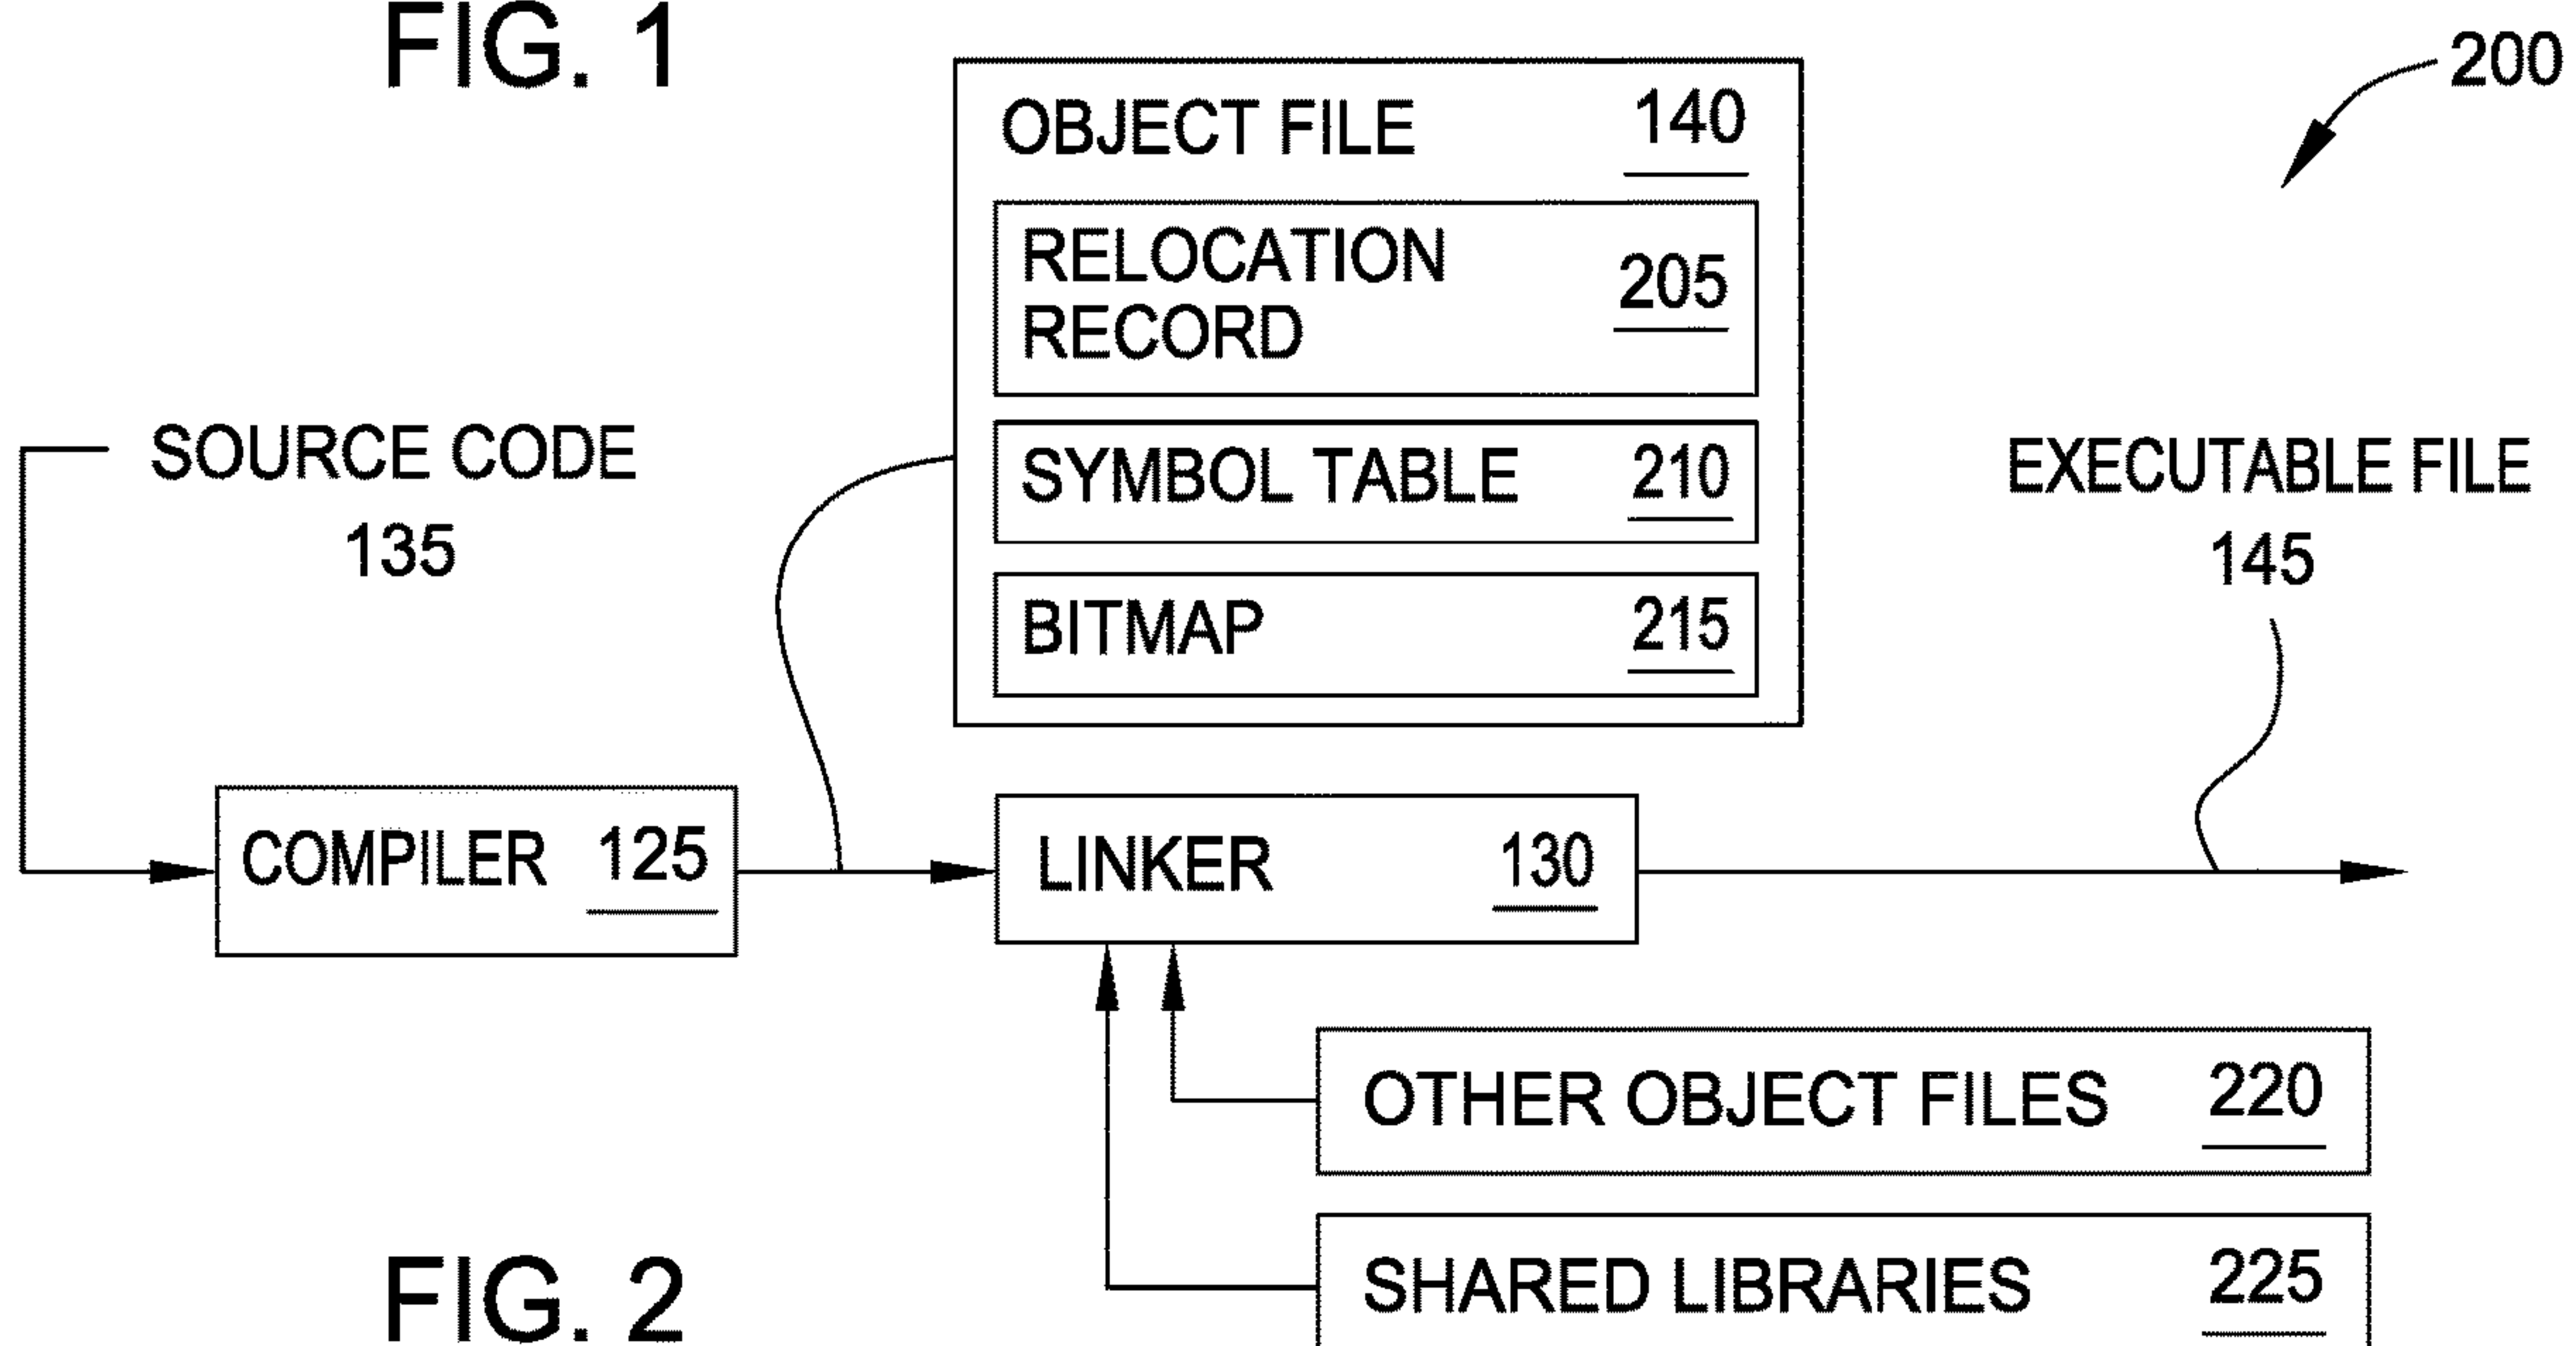 FIG. 1
200
OBJECT FILE 140
RELOCATION
RECORD
205
SYMBOL TABLE 210
BITMAP 215
SOURCE CODE
135
EXECUTABLE FILE
145
COMPILER 125
LINKER 130
OTHER OBJECT FILES 220
SHARED LIBRARIES 225
FIG. 2